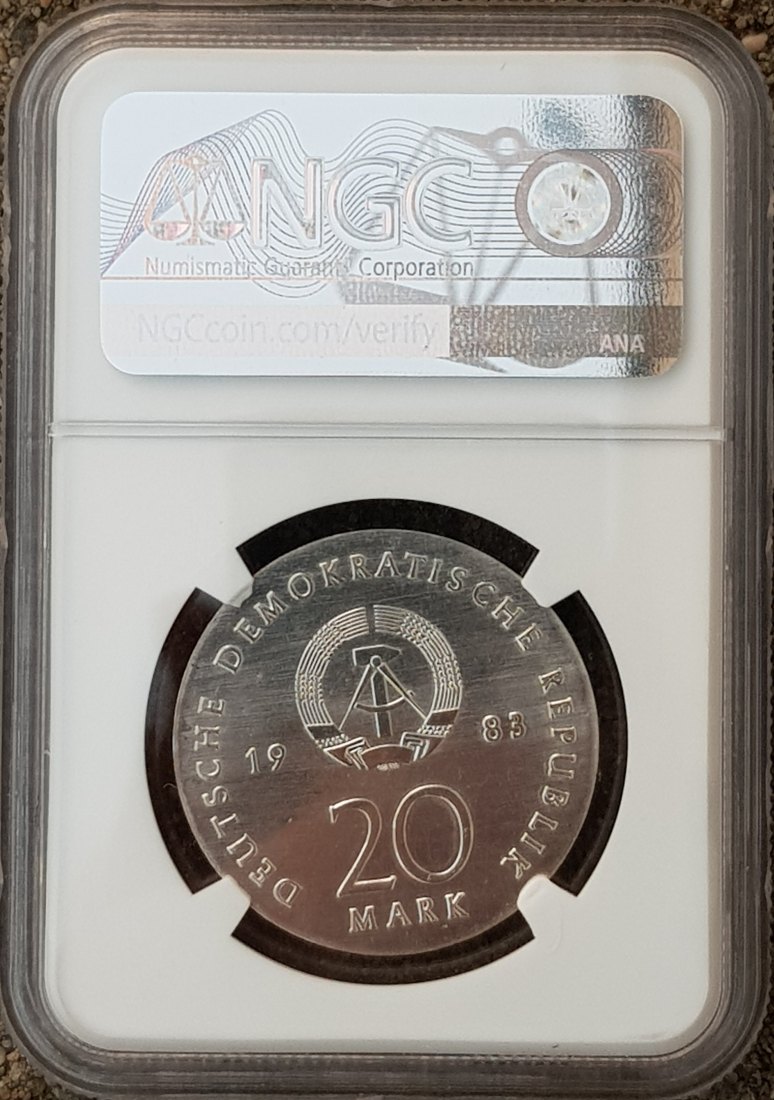 NGC
Numismatic Guaranty Corporation
NGCcoin.com/verify
ANA
DEUTSCHE DEMOKRATISCHE REPUBLIK
19 83
20
MARK